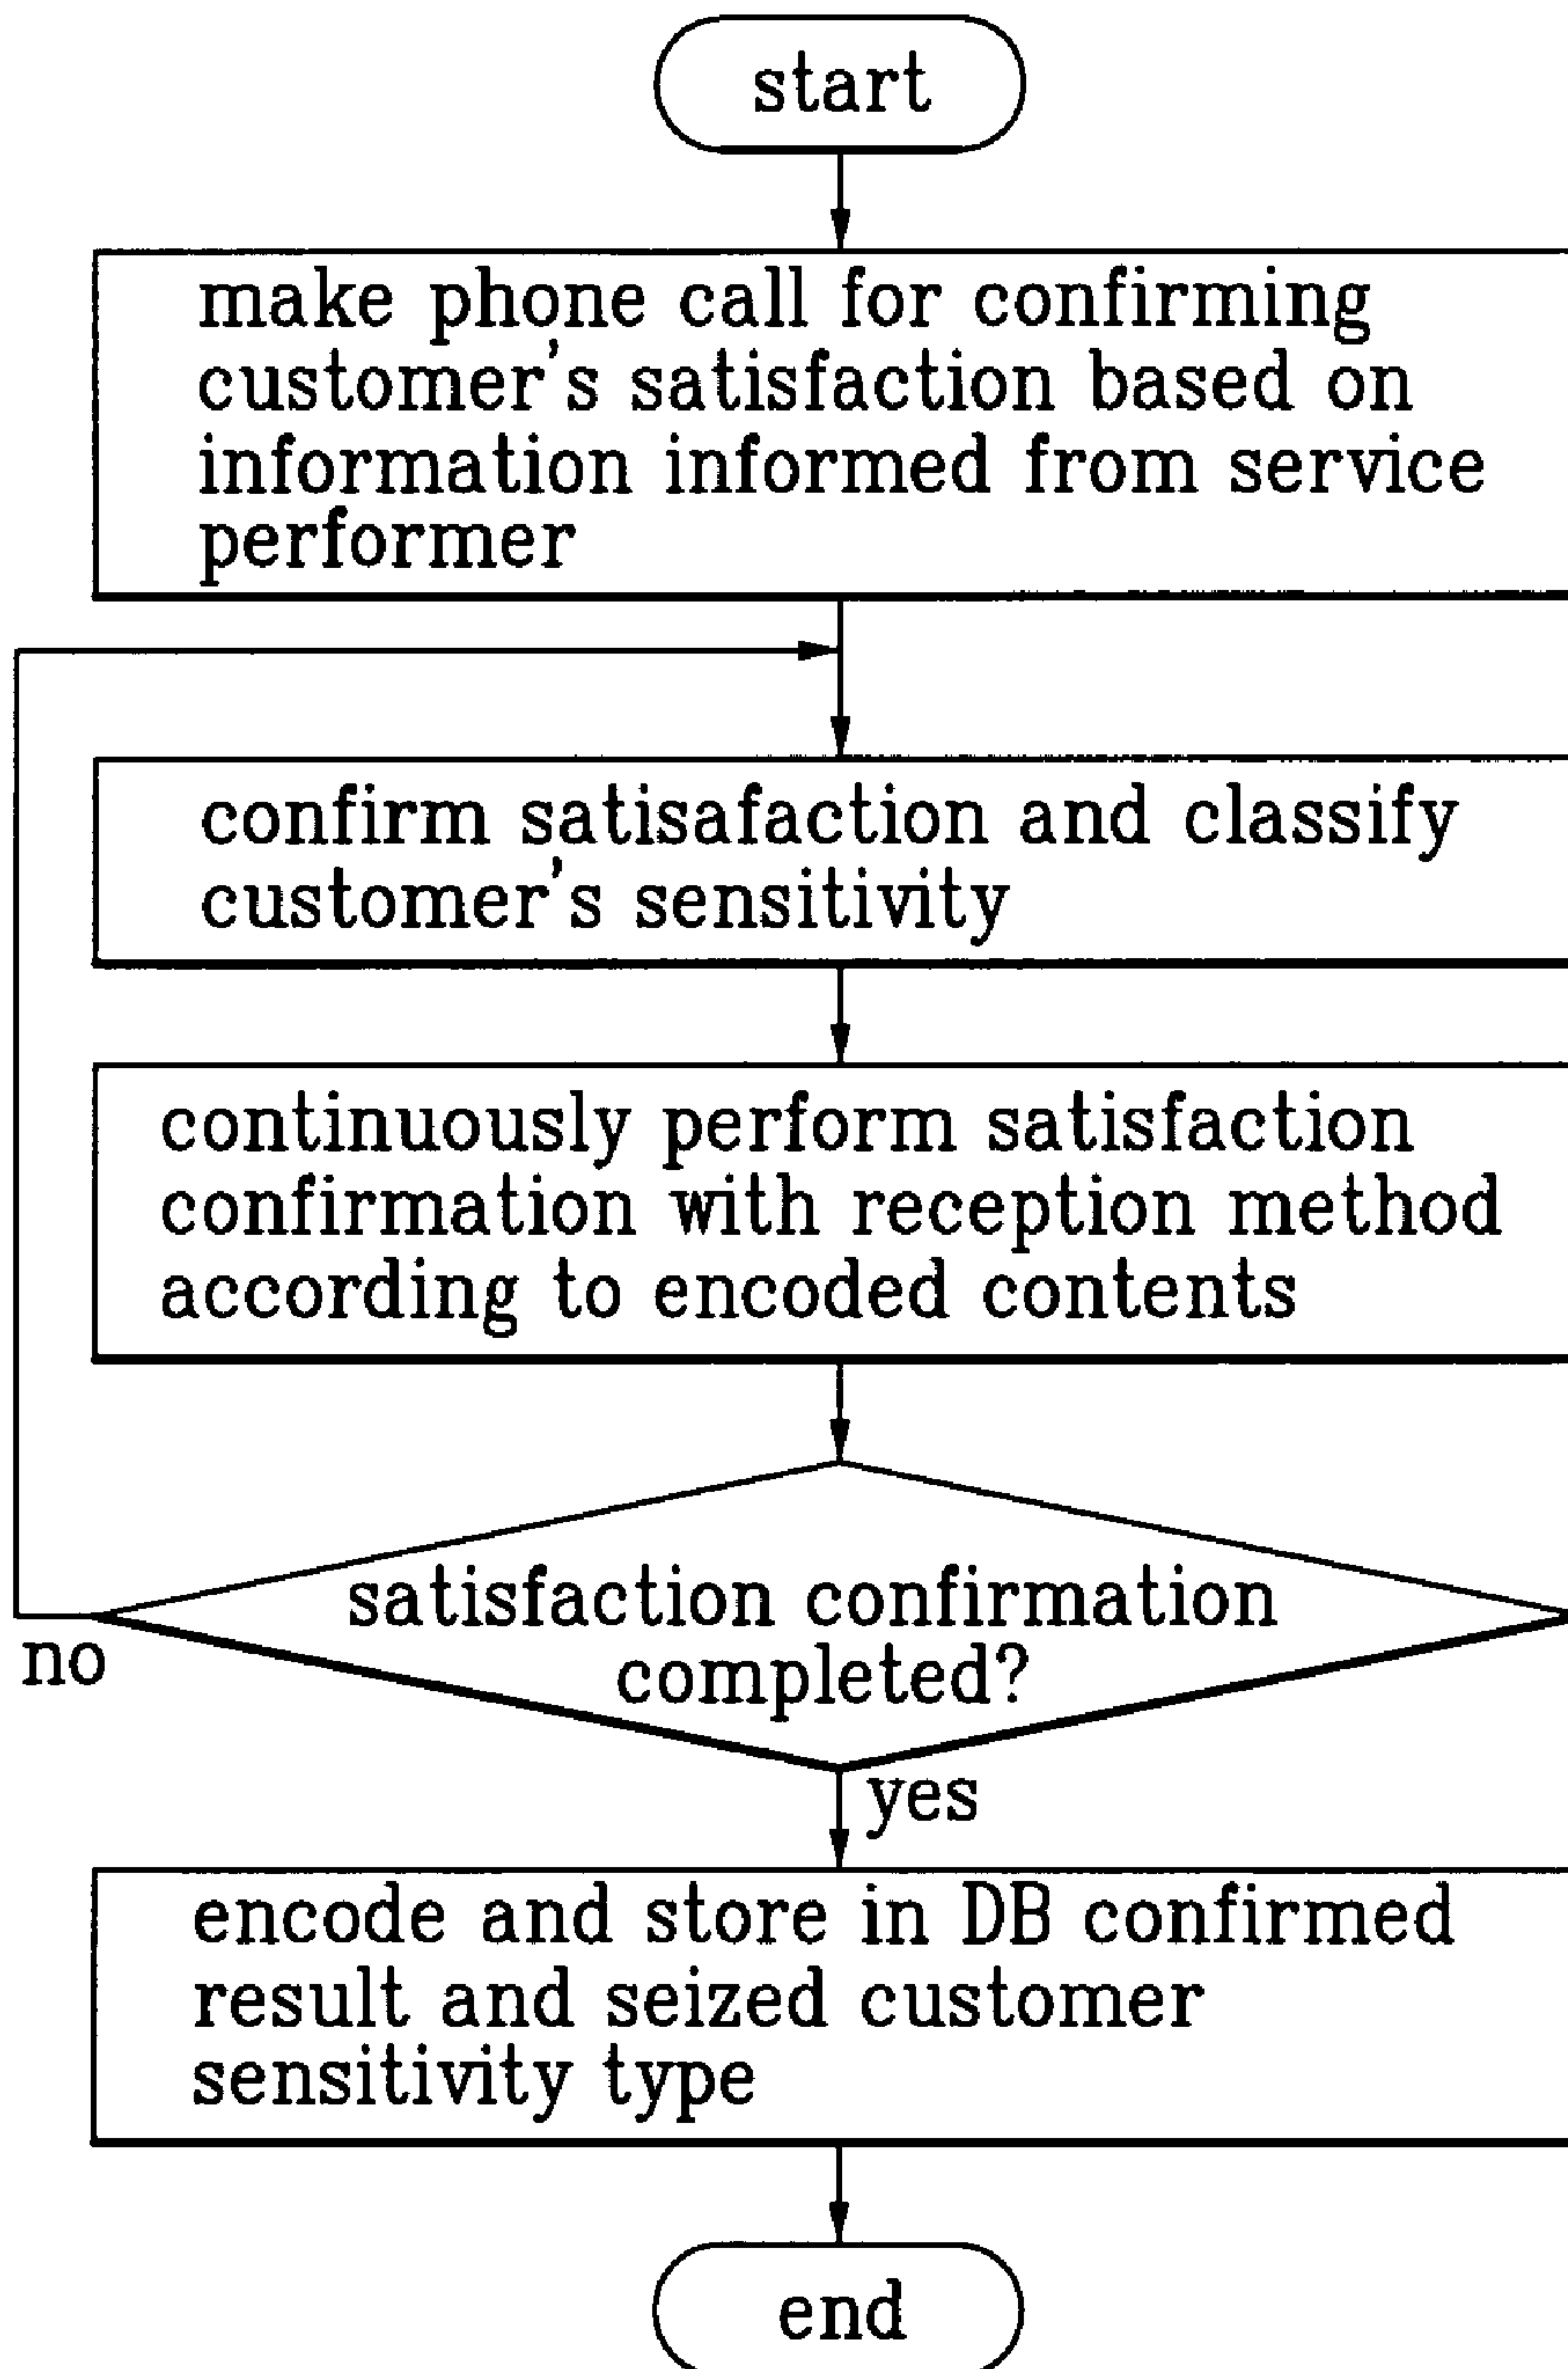 start
make phone call for confirming
customer's satisfaction based on
information informed from service
performer
confirm satisafaction and classify
customer's sensitivity
continuously perform satisfaction
confirmation with reception method
according to encoded contents
satisfaction confirmation
completed?
no
yes
encode and store in DB confirmed
result and seized customer
sensitivity type
end